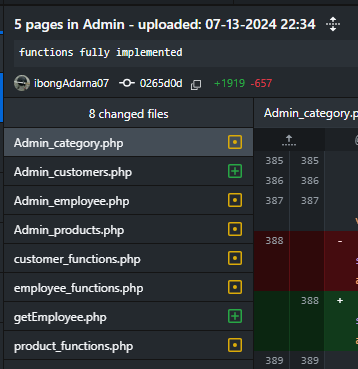 5 pages in Admin - uploaded: 07-13-2024 22:34
functions fully implemented
ibongAdarna07 0265d0d +1919 -657
8 changed files
Admin_category.p
Admin_category.php
Admin_customers.php
Admin_employee.php
Admin_products.php
customer_functions.php
employee_functions.php
getEmployee.php
product_functions.php
385 385
386 386
387 387
388 -
388 +
389 389